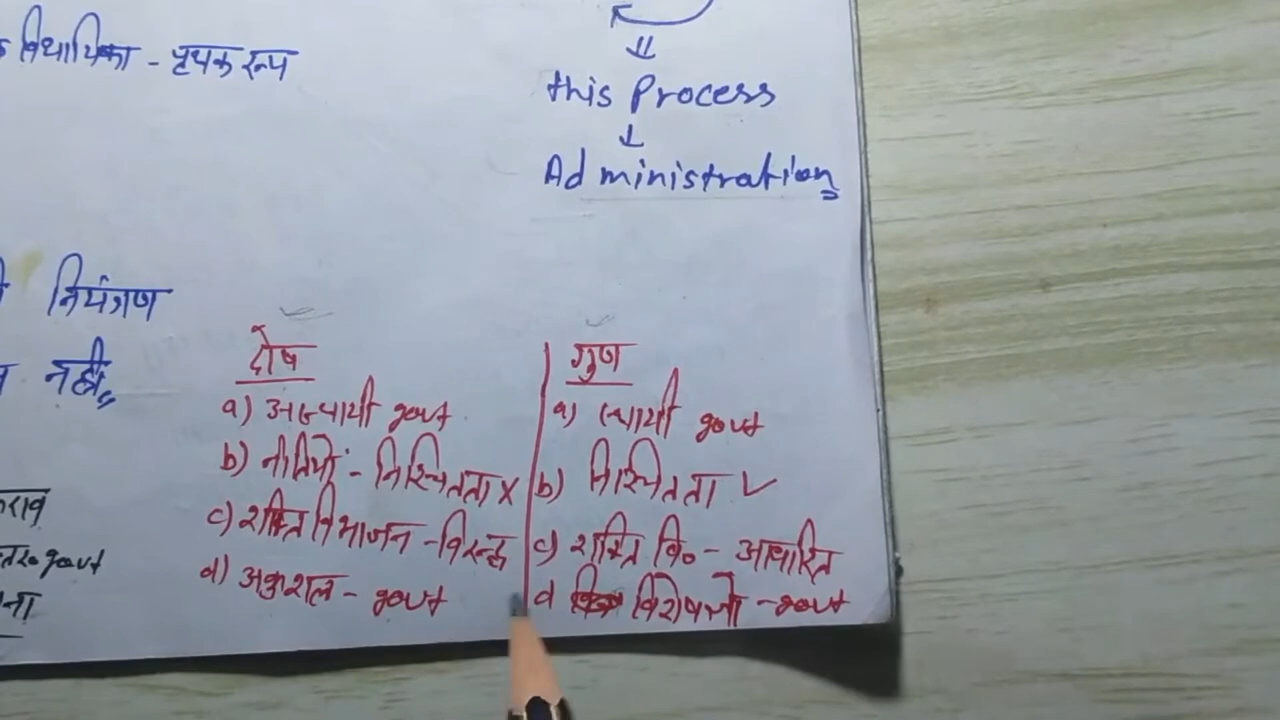 विधायिका - पृथक रूप
this Process
Administration
नियंत्रण
नही
दोष
a) अस्थायी govt
b) नीतियों - निश्चितता x
c) शक्ति विभाजन - विरुद्ध
d) अकुशल - govt
गुण
a) स्थायी govt
b) निश्चितता ✓
c) शक्ति वि० - आधारित
d विशेषज्ञो - govt
govt